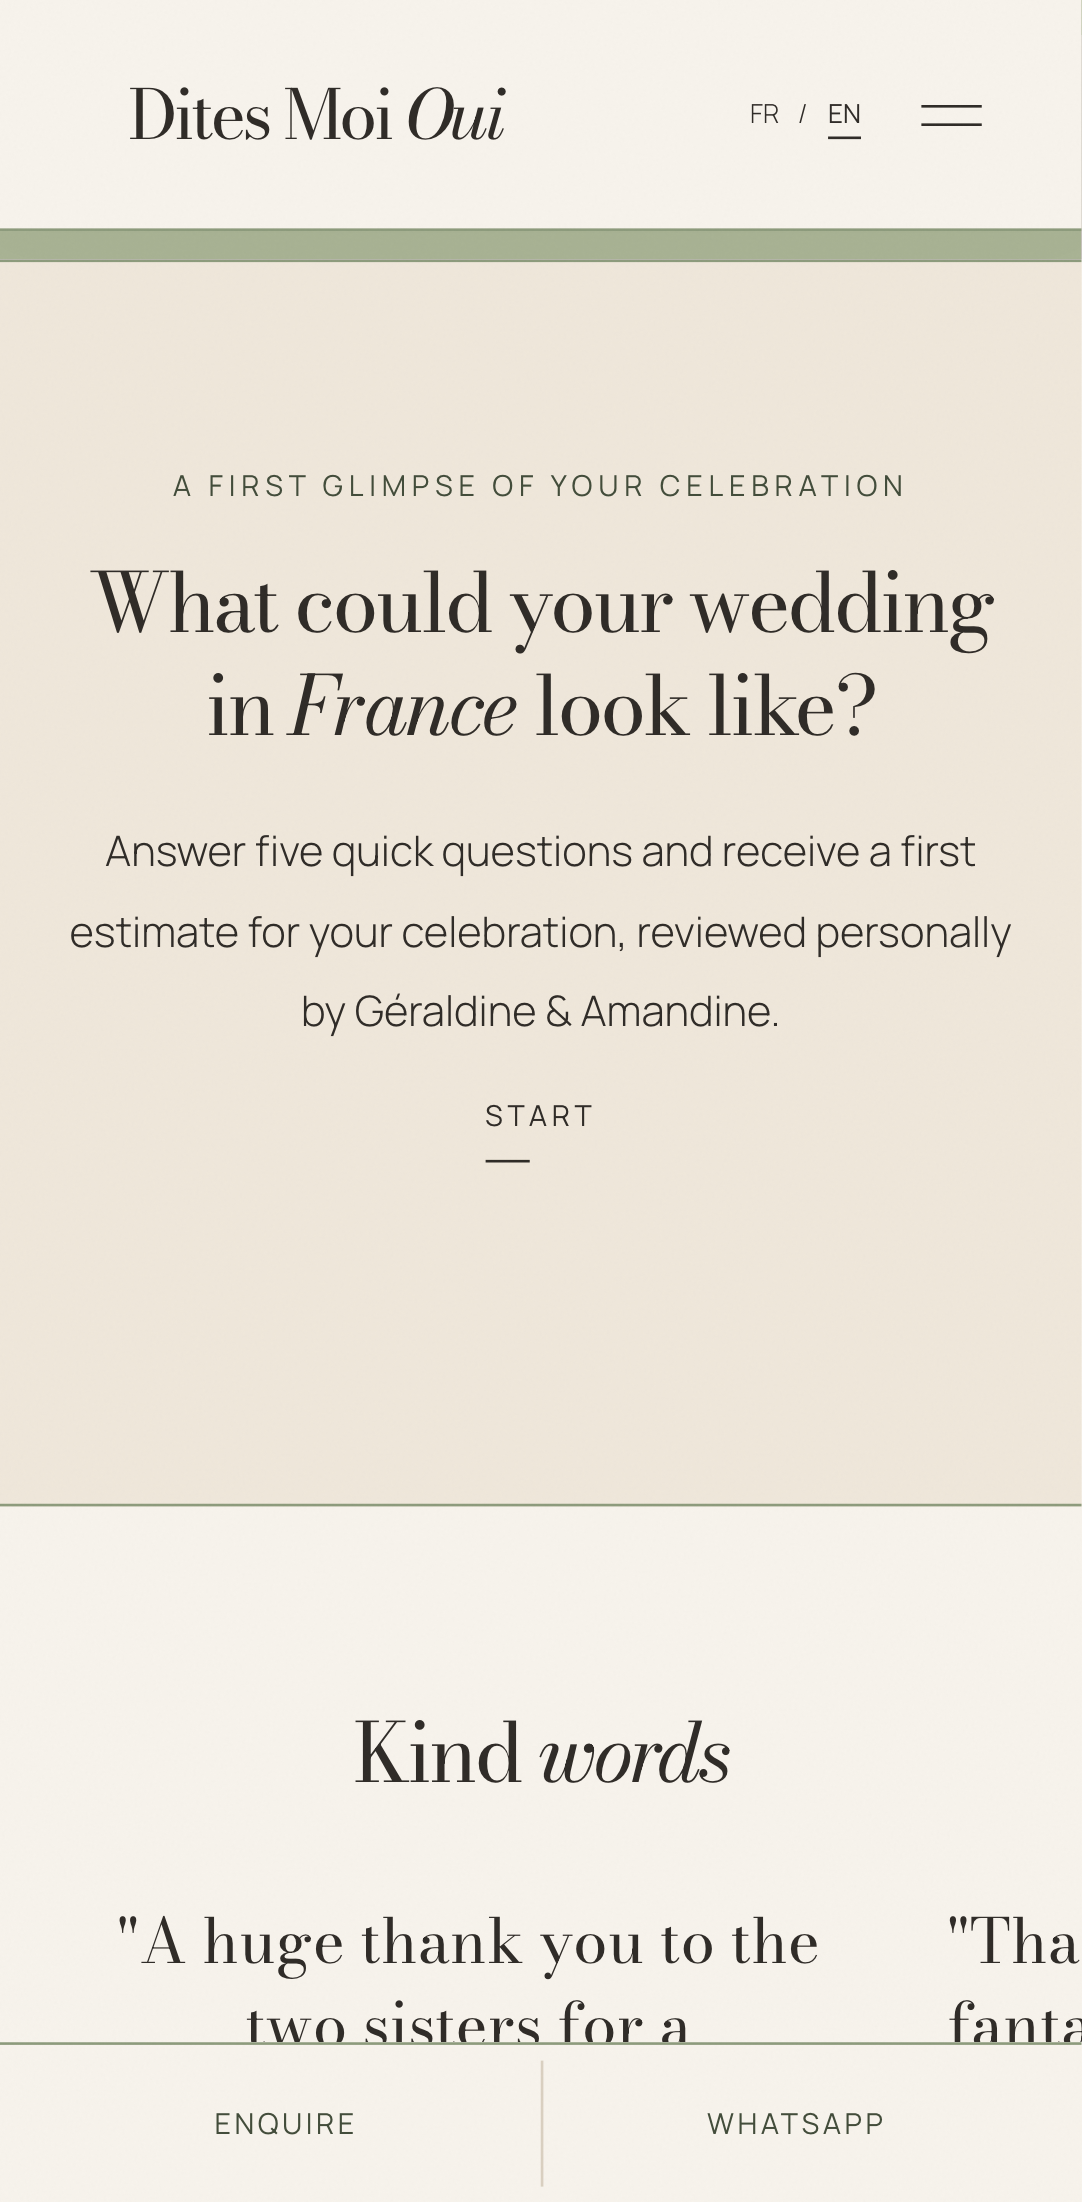 Dites Moi Oui
FR / EN
A FIRST GLIMPSE OF YOUR CELEBRATION
What could your wedding
in France look like?
Answer five quick questions and receive a first
estimate for your celebration, reviewed personally
by Géraldine & Amandine.
START
Kind words
"A huge thank you to the
two sisters for a
"Tha
fanta
ENQUIRE
WHATSAPP